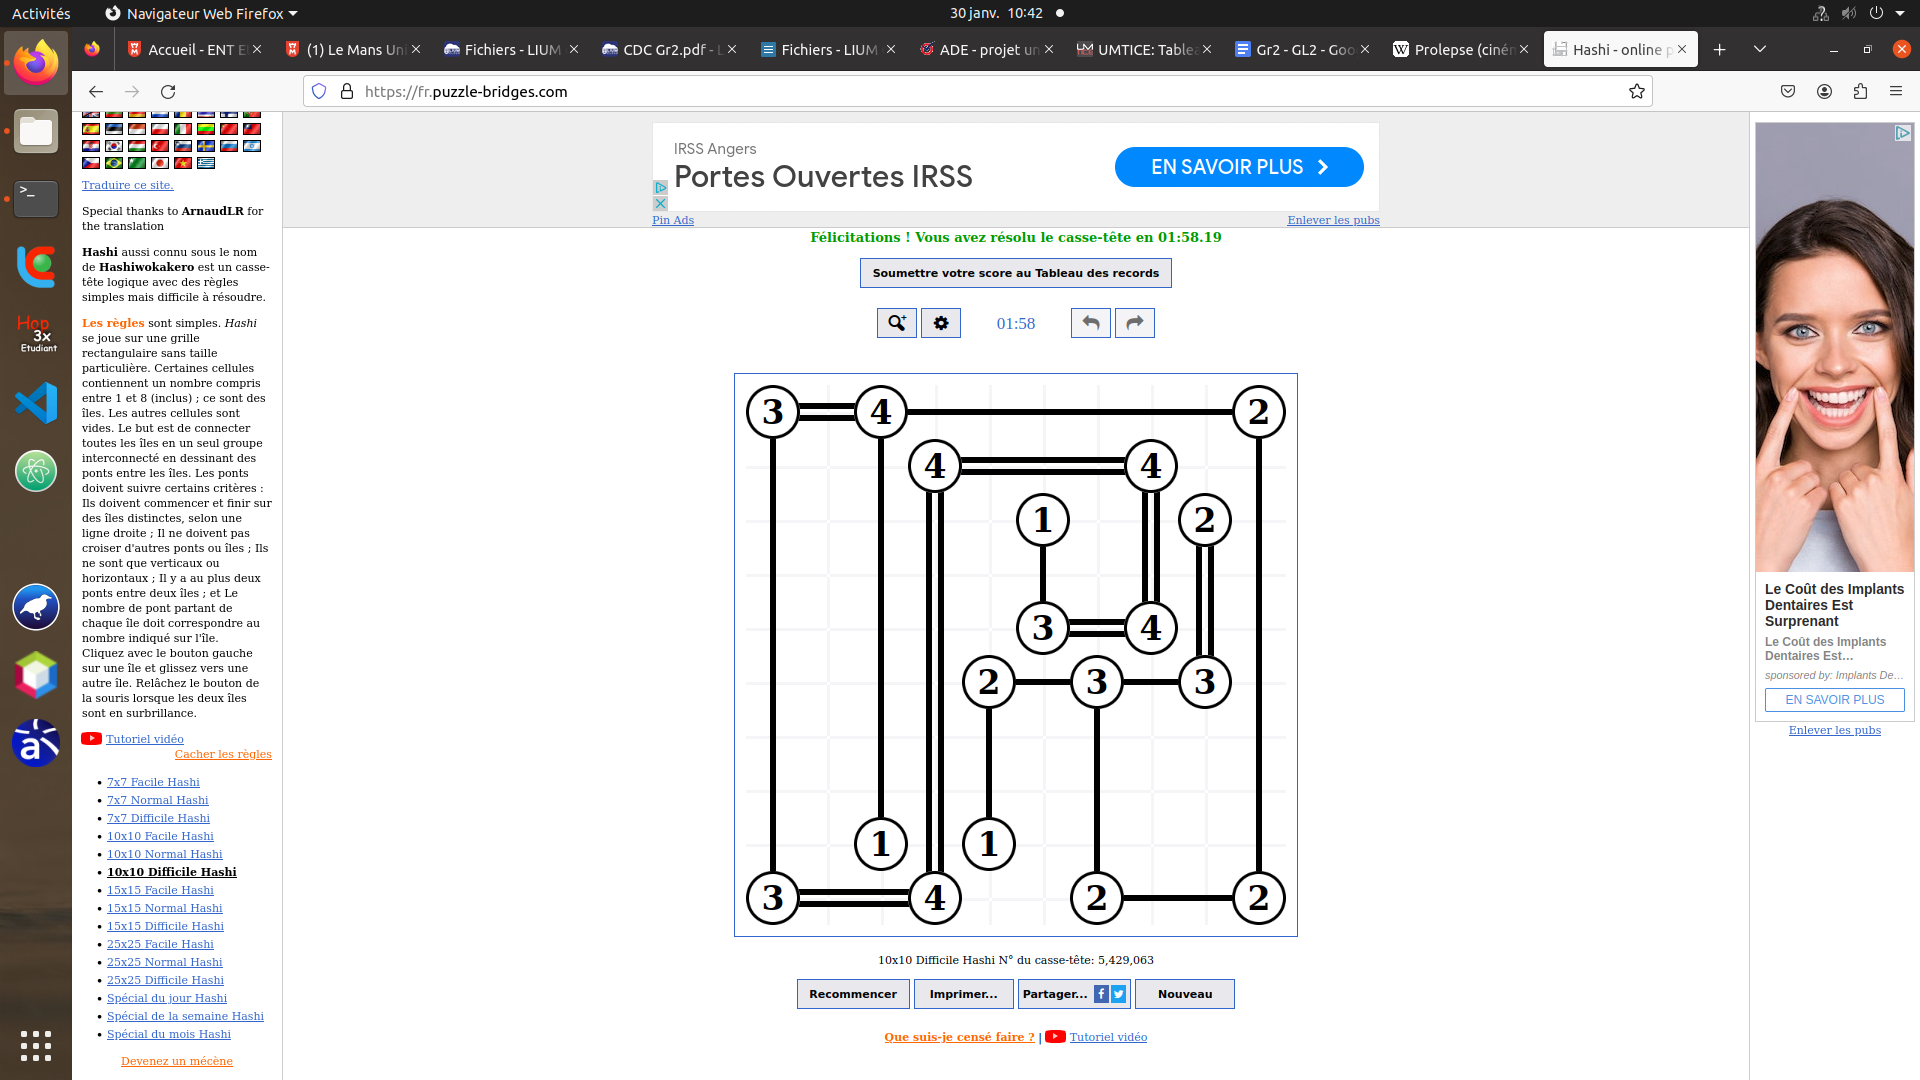 Activités
Navigateur Web Firefox
30 janv. 10:42
Accueil - ENT E
(1) Le Mans Uni
Fichiers - LIUM
CDC Gr2.pdf - L
Fichiers - LIUM
ADE - projet un
UMTICE: Tablea
Gr2 - GL2 - Goo
Prolepse (ciném
Hashi - online p
https://fr.puzzle-bridges.com
Hop
3x
Etudiant
Traduire ce site.
Special thanks to ArnaudLR for
the translation
Hashi aussi connu sous le nom
de Hashiwokakero est un casse-
tête logique avec des règles
simples mais difficile à résoudre.
Les règles sont simples. Hashi
se joue sur une grille
rectangulaire sans taille
particulière. Certaines cellules
contiennent un nombre compris
entre 1 et 8 (inclus) ; ce sont des
îles. Les autres cellules sont
vides. Le but est de connecter
toutes les îles en un seul groupe
interconnecté en dessinant des
ponts entre les îles. Les ponts
doivent suivre certains critères :
Ils doivent commencer et finir sur
des îles distinctes, selon une
ligne droite ; Il ne doivent pas
croiser d'autres ponts ou îles ; Ils
ne sont que verticaux ou
horizontaux ; Il y a au plus deux
ponts entre deux îles ; et Le
nombre de pont partant de
chaque île doit correspondre au
nombre indiqué sur l'île.
Cliquez avec le bouton gauche
sur une île et glissez vers une
autre île. Relâchez le bouton de
la souris lorsque les deux îles
sont en surbrillance.
Tutoriel vidéo
Cacher les règles
7x7 Facile Hashi
7x7 Normal Hashi
7x7 Difficile Hashi
10x10 Facile Hashi
10x10 Normal Hashi
10x10 Difficile Hashi
15x15 Facile Hashi
15x15 Normal Hashi
15x15 Difficile Hashi
25x25 Facile Hashi
25x25 Normal Hashi
25x25 Difficile Hashi
Spécial du jour Hashi
Spécial de la semaine Hashi
Spécial du mois Hashi
Devenez un mécène
IRSS Angers
Portes Ouvertes IRSS
EN SAVOIR PLUS
Pin Ads
Enlever les pubs
Félicitations ! Vous avez résolu le casse-tête en 01:58.19
Soumettre votre score au Tableau des records
01:58
3 4 2
4 4
1 2
3 4
2 3 3
1 1
3 4 2 2
10x10 Difficile Hashi N° du casse-tête: 5,429,063
Recommencer
Imprimer...
Partager...
Nouveau
Que suis-je censé faire ? | Tutoriel vidéo
Le Coût des Implants
Dentaires Est
Surprenant
Le Coût des Implants
Dentaires Est...
sponsored by: Implants De...
EN SAVOIR PLUS
Enlever les pubs